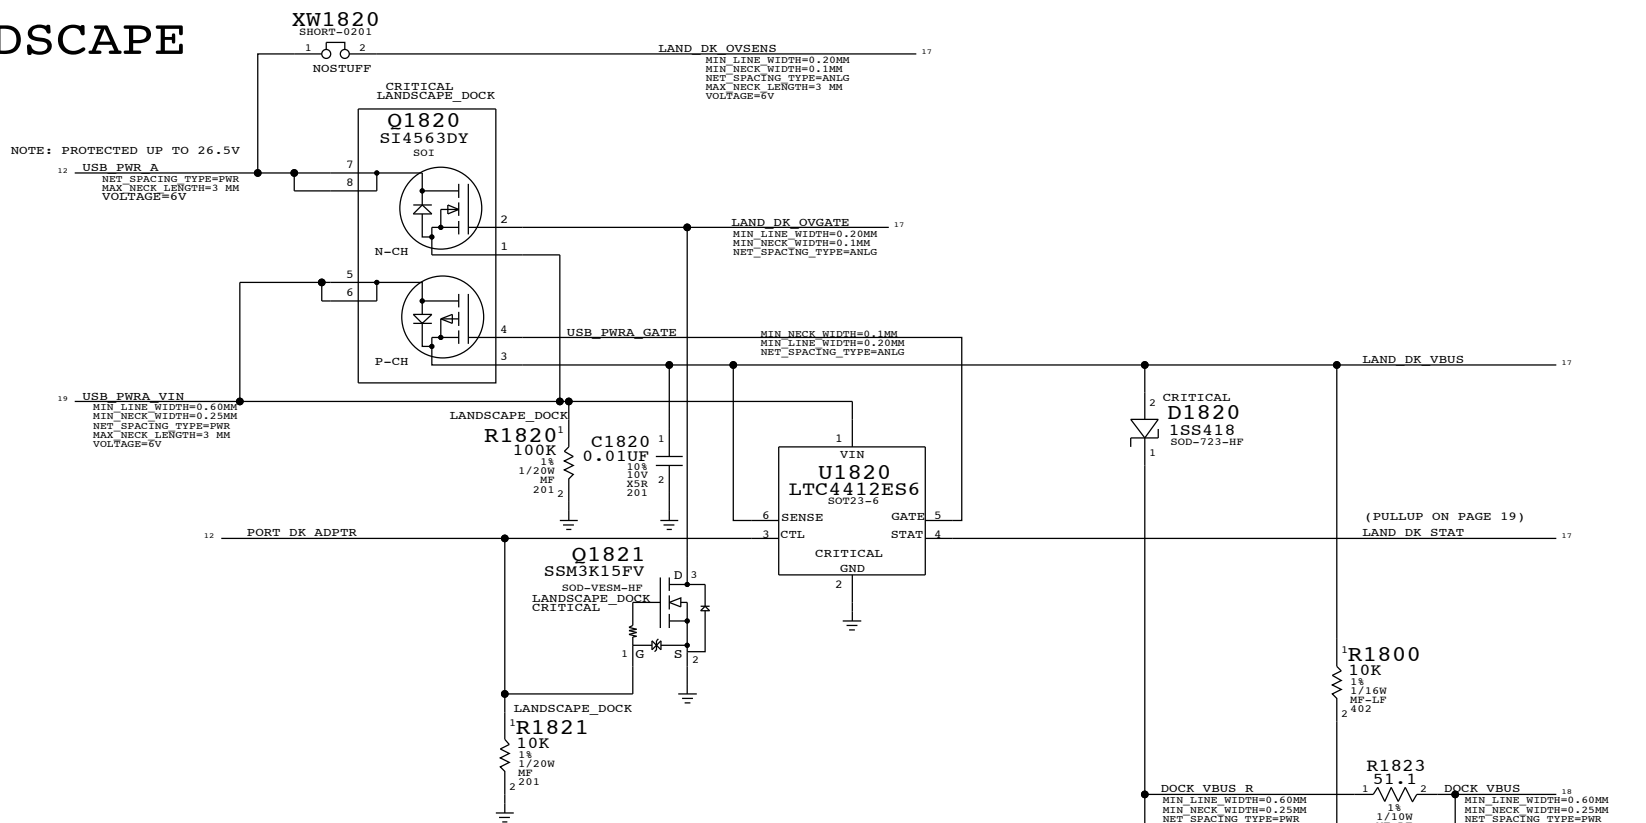 DSCAPE
XW1820
SHORT-0201
1 2
NOSTUFF
LAND_DK_OVSENS 17
MIN_LINE_WIDTH=0.20MM
MIN_NECK_WIDTH=0.1MM
NET_SPACING_TYPE=ANLG
MAX_NECK_LENGTH=3 MM
VOLTAGE=6V
CRITICAL
LANDSCAPE_DOCK
Q1820
SI4563DY
SOI
NOTE: PROTECTED UP TO 26.5V
12 USB_PWR_A
NET_SPACING_TYPE=PWR
MAX_NECK_LENGTH=3 MM
VOLTAGE=6V
7
8
2
1
N-CH
LAND_DK_OVGATE 17
MIN_LINE_WIDTH=0.20MM
MIN_NECK_WIDTH=0.1MM
NET_SPACING_TYPE=ANLG
5
6
4
3
P-CH
USB_PWRA_GATE
MIN_NECK_WIDTH=0.1MM
MIN_LINE_WIDTH=0.20MM
NET_SPACING_TYPE=ANLG
LAND_DK_VBUS 17
19 USB_PWRA_VIN
MIN_LINE_WIDTH=0.60MM
MIN_NECK_WIDTH=0.25MM
NET_SPACING_TYPE=PWR
MAX_NECK_LENGTH=3 MM
VOLTAGE=6V
LANDSCAPE_DOCK
R1820 1
100K
1%
1/20W
MF
201 2
C1820 1
0.01UF
10%
10V
X5R 2
201
1
VIN
U1820
LTC4412ES6
SOT23-6
6 SENSE GATE 5
3 CTL STAT 4
CRITICAL
GND
2
2 CRITICAL
D1820
1SS418
SOD-723-HF
1
(PULLUP ON PAGE 19)
LAND_DK_STAT 17
12 PORT_DK_ADPTR
Q1821
SSM3K15FV
SOD-VESM-HF
LANDSCAPE_DOCK
CRITICAL
D 3
1 G S 2
LANDSCAPE_DOCK
1 R1821
10K
1%
1/20W
MF
2 201
1 R1800
10K
1%
1/16W
MF-LF
2 402
R1823
51.1
1 2
1%
1/10W
DOCK_VBUS_R
MIN_LINE_WIDTH=0.60MM
MIN_NECK_WIDTH=0.25MM
NET_SPACING_TYPE=PWR
DOCK_VBUS 18
MIN_LINE_WIDTH=0.60MM
MIN_NECK_WIDTH=0.25MM
NET_SPACING_TYPE=PWR